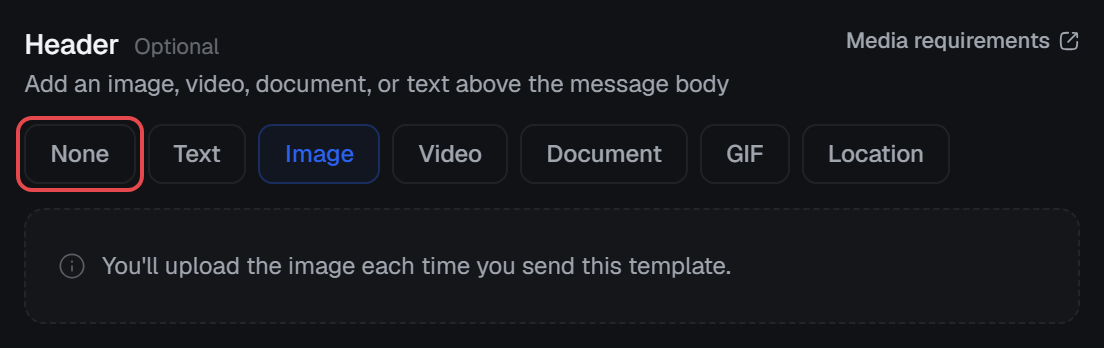 Header Optional
Media requirements
Add an image, video, document, or text above the message body
None Text Image Video Document GIF Location
You'll upload the image each time you send this template.